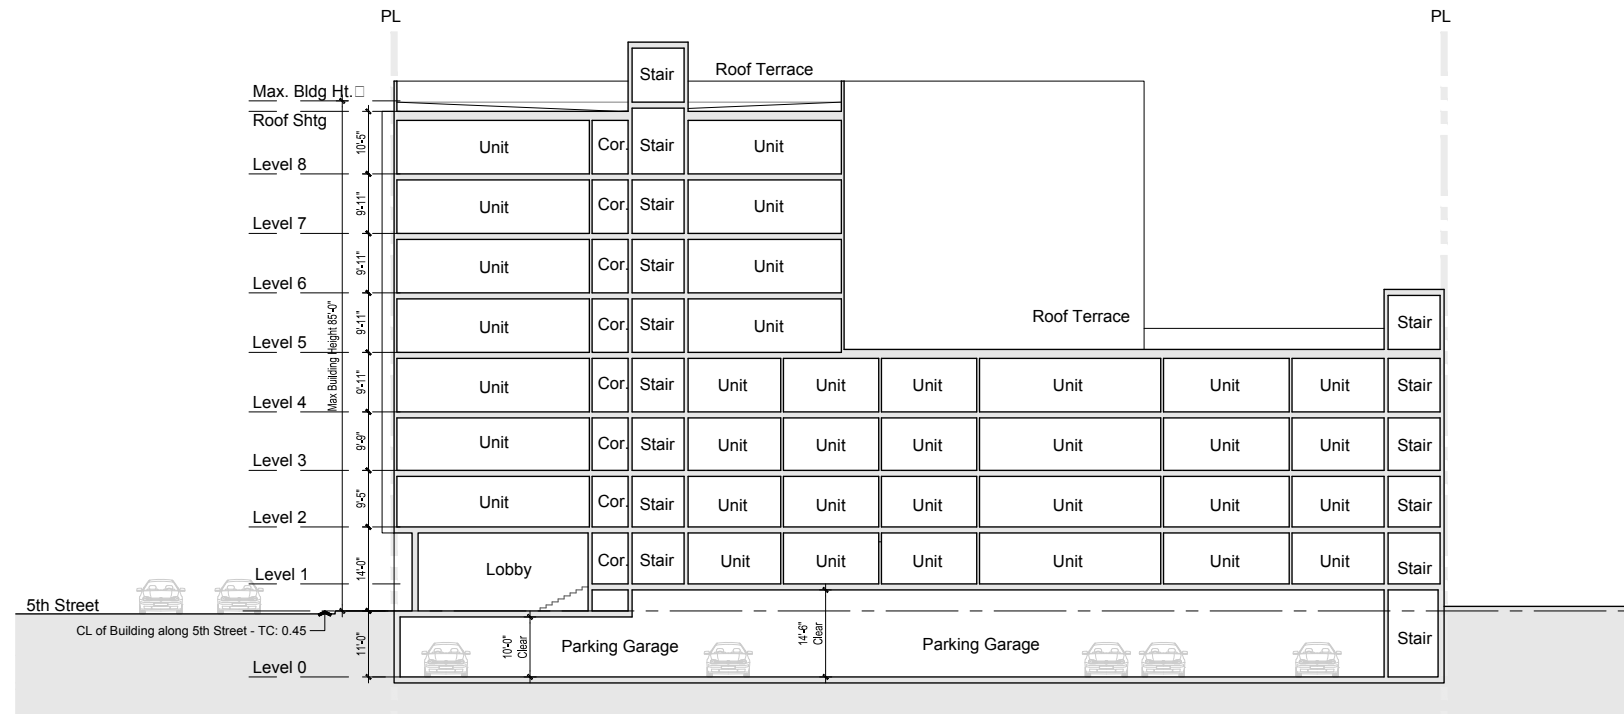 PL PL
Stair Roof Terrace
Max. Bldg Ht.□
Roof Shtg
10'-5" Unit Cor. Stair Unit
Level 8
9'-11" Unit Cor. Stair Unit
Level 7
9'-11" Unit Cor. Stair Unit
Level 6
Max Building Height 85'-0"
9'-11" Unit Cor. Stair Unit Roof Terrace Stair
Level 5
9'-11" Unit Cor. Stair Unit Unit Unit Unit Unit Unit Stair
Level 4
9'-9" Unit Cor. Stair Unit Unit Unit Unit Unit Unit Stair
Level 3
9'-5" Unit Cor. Stair Unit Unit Unit Unit Unit Unit Stair
Level 2
14'-0" Lobby Cor. Stair Unit Unit Unit Unit Unit Unit Stair
Level 1
5th Street
CL of Building along 5th Street - TC: 0.45
11'-0" 10'-0" Clear Parking Garage 14'-6" Clear Parking Garage Stair
Level 0